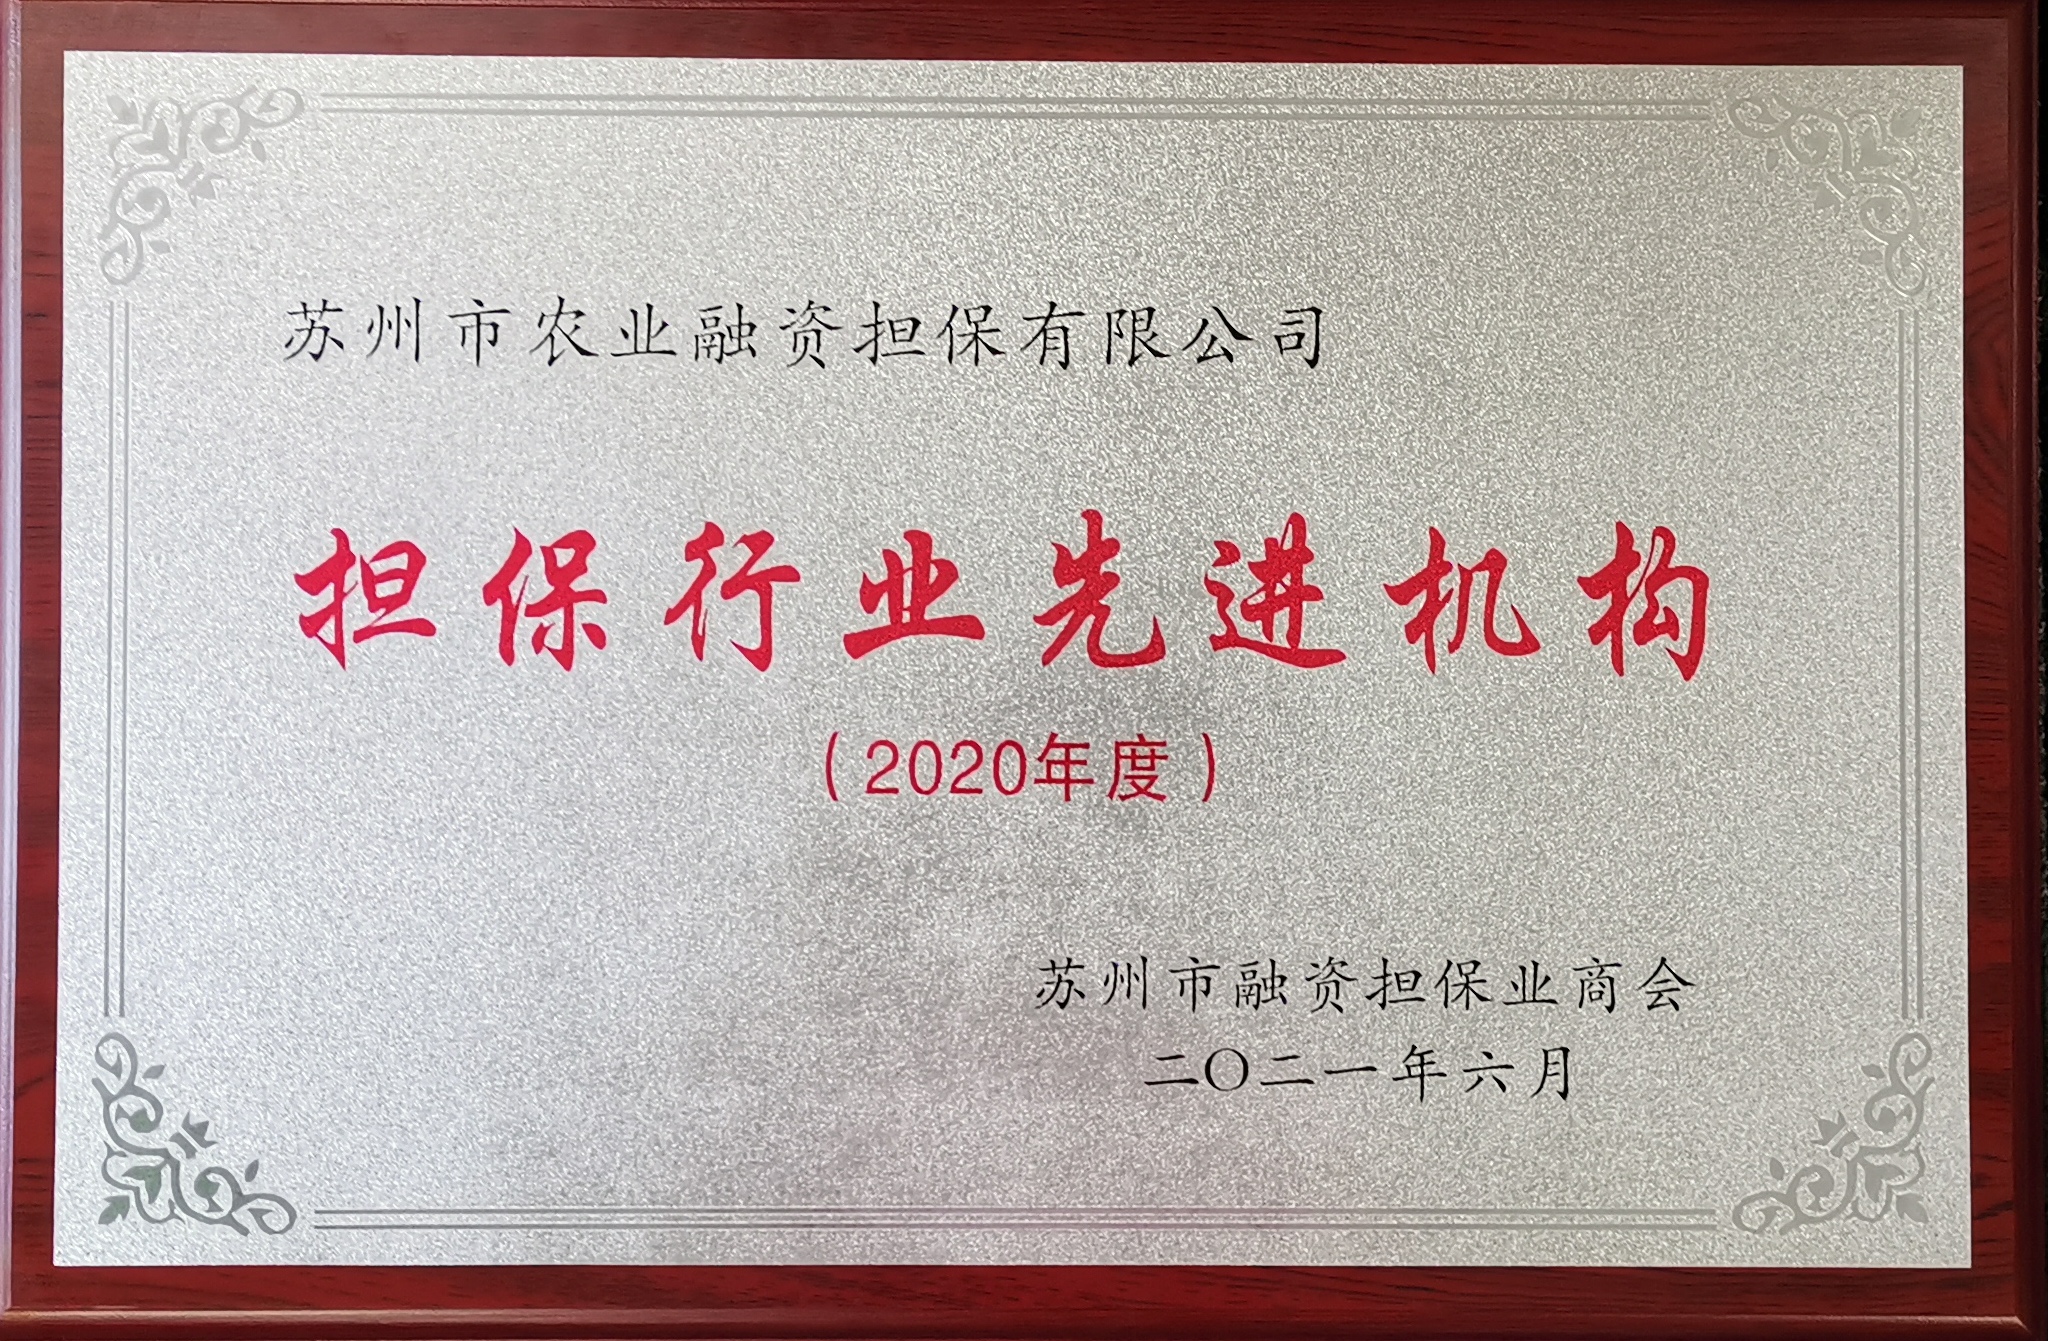 苏州市农业融资担保有限公司
担保行业先进机构
（2020年度）
苏州市融资担保业商会
二〇二一年六月